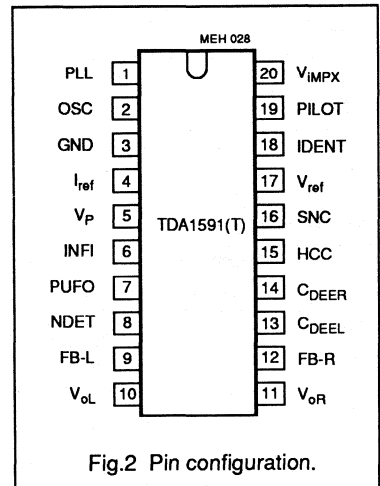 MEH 028
PLL 1 20 ViMPX
OSC 2 19 PILOT
GND 3 18 IDENT
Iref 4 17 Vref
VP 5 16 SNC
TDA1591(T)
INFI 6 15 HCC
PUFO 7 14 CDEER
NDET 8 13 CDEEL
FB-L 9 12 FB-R
VoL 10 11 VoR
Fig.2 Pin configuration.